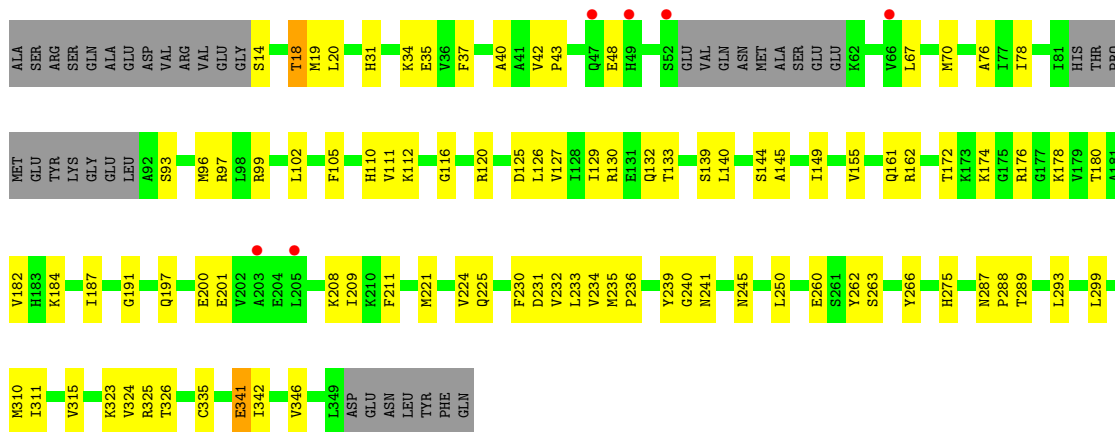 ALA SER ARG SER GLN ALA GLU ASP VAL ARG VAL GLU GLY S14 T18 M19 L20 H31 K34 E35 V36 F37 A40 A41 V42 P43 Q47 E48 H49 S52 GLU VAL GLN ASN MET ALA SER GLU GLU K62 V66 L67 M70 A76 I77 I78 I81 HIS THR PRO
MET GLU TYR LYS GLY GLU LEU A92 S93 M96 R97 L98 R99 L102 F105 H110 V111 K112 G116 R120 D125 L126 V127 I128 I129 R130 E131 Q132 T133 S139 L140 S144 A145 I149 V155 Q161 R162 T172 K173 K174 G175 R176 G177 K178 V179 T180 A181
V182 H183 K184 I187 G191 Q197 E200 E201 V202 A203 E204 L205 K208 I209 K210 F211 M221 V224 Q225 F230 D231 V232 L233 V234 M235 P236 Y239 G240 N241 N245 L250 E260 S261 Y262 S263 Y266 H275 N287 P288 T289 L293 L299
M310 I311 V315 K323 V324 R325 T326 C335 E341 I342 V346 L349 ASP GLU ASN LEU TYR PHE GLN